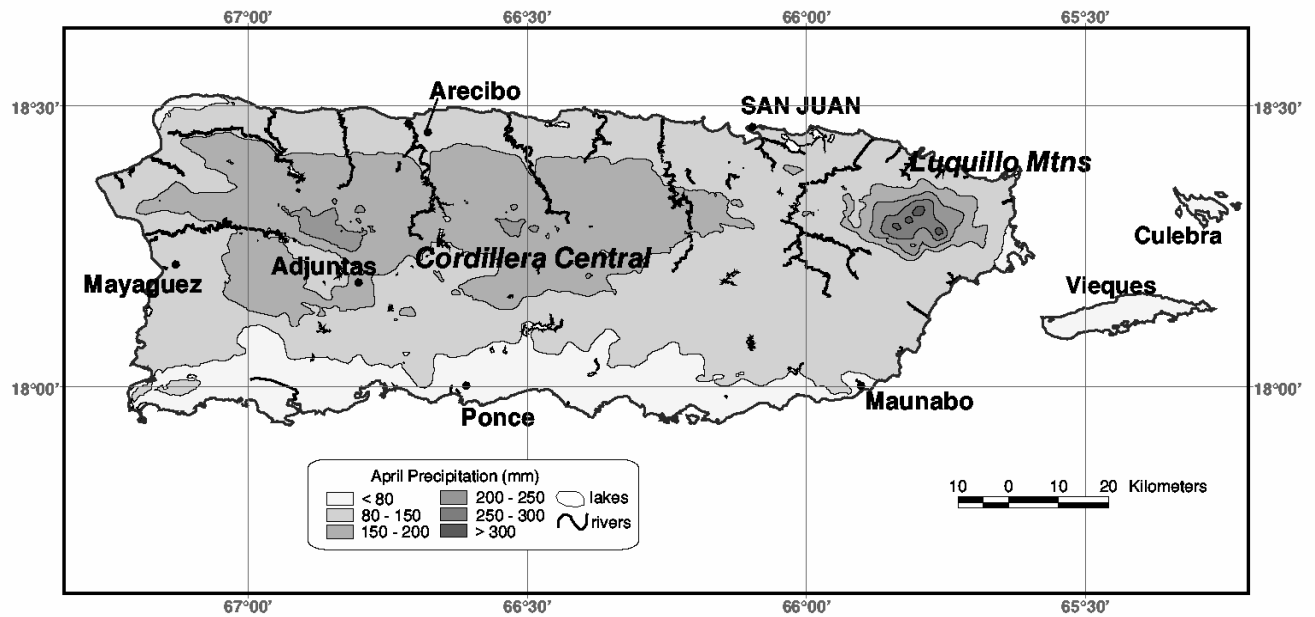 67°00' 66°30' 66°00' 65°30'
18°30' 18°30'
Arecibo
SAN JUAN
Luquillo Mtns
Culebra
Cordillera Central
Adjuntas
Mayaguez
Vieques
18°00' 18°00'
Maunabo
Ponce
April Precipitation (mm)
< 80 200 - 250 lakes
80 - 150 250 - 300 rivers
150 - 200 > 300
10 0 10 20 Kilometers
67°00' 66°30' 66°00' 65°30'